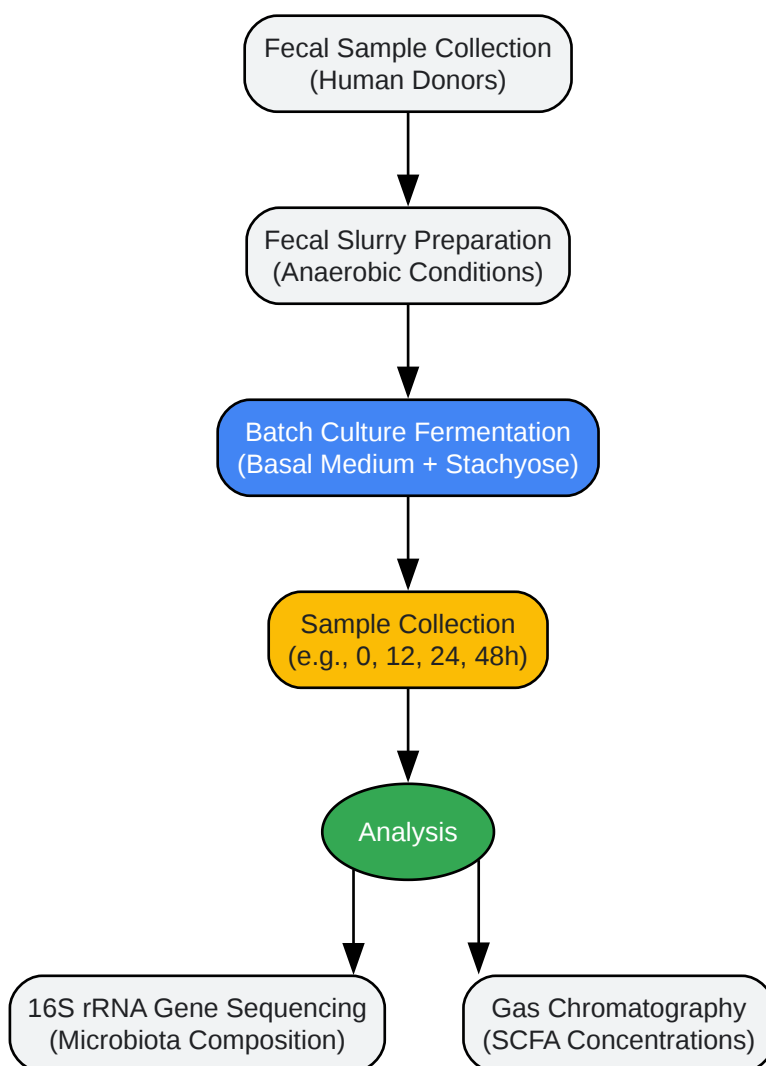 Fecal Sample Collection
(Human Donors)
Fecal Slurry Preparation
(Anaerobic Conditions)
Batch Culture Fermentation
(Basal Medium + Stachyose)
Sample Collection
(e.g., 0, 12, 24, 48h)
Analysis
16S rRNA Gene Sequencing
(Microbiota Composition)
Gas Chromatography
(SCFA Concentrations)